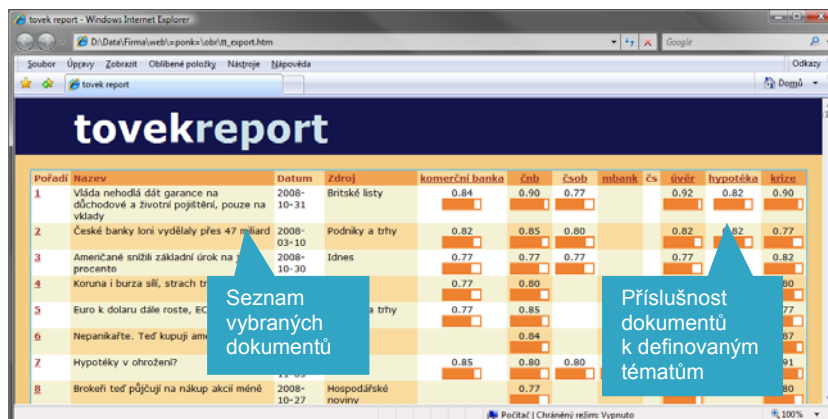 tovek report - Windows Internet Explorer
D:\Data\Firma\web\=ponk=\obr\tt_export.htm
Google
Soubor Úpravy Zobrazit Oblíbené položky Nástroje Nápověda
Odkazy
tovek report
Domů
tovekreport
Pořadí Nazev Datum Zdroj komerční banka čnb čsob mbank čs úvěr hypotéka krize
1 Vláda nehodlá dát garance na 2008- Britské listy 0.84 0.90 0.77 0.92 0.82 0.90
důchodové a životní pojištění, pouze na 10-31
vklady
2 České banky loni vydělaly přes 47 miliard 2008- Podniky a trhy 0.82 0.85 0.80 0.82 0.82 0.77
03-10
3 Američané snížili základní úrok na 2008- Idnes 0.77 0.77 0.77 0.77 0.82
procento 10-30
4 Koruna i burza sílí, strach 0.77 0.80
5 Euro k dolaru dále roste, a trhy 0.77 0.85
6 Nepanikařte. Teď kupuji 0.84
7 Hypotéky v ohrožení? 0.85 0.80 0.80
8 Brokeři teď půjčují na nákup akcií méně 2008- Hospodářské 0.77
10-27 noviny
Seznam
vybraných
dokumentů
Příslušnost
dokumentů
k definovaným
tématům
Počítač | Chráněný režim: Vypnuto
100%